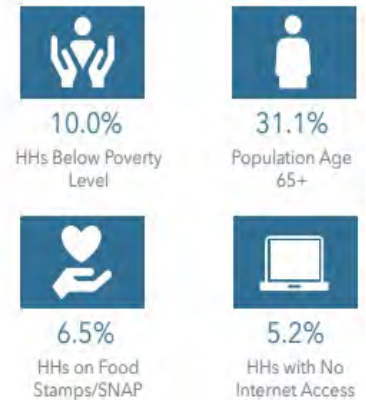 10.0%
HHs Below Poverty
Level
31.1%
Population Age
65+
6.5%
HHs on Food
Stamps/SNAP
5.2%
HHs with No
Internet Access